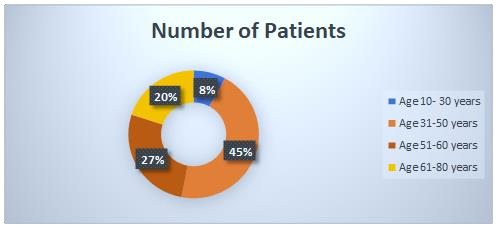 Number of Patients
8%
20%
45%
27%
Age 10- 30 years
Age 31-50 years
Age 51-60 years
Age 61-80 years